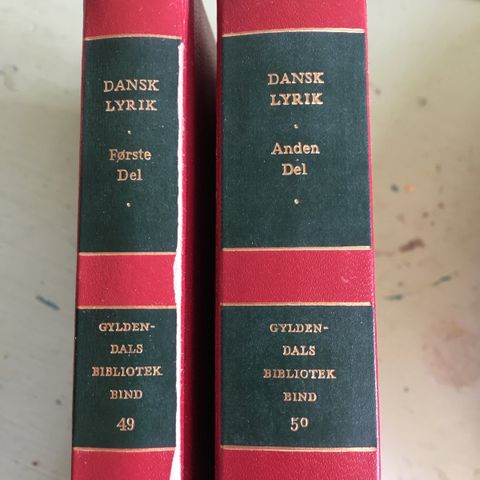 DANSK
LYRIK
Første
Del
GYLDEN-
DALS
BIBLIOTEK
BIND
49
DANSK
LYRIK
Anden
Del
GYLDEN-
DALS
BIBLIOTEK
BIND
50